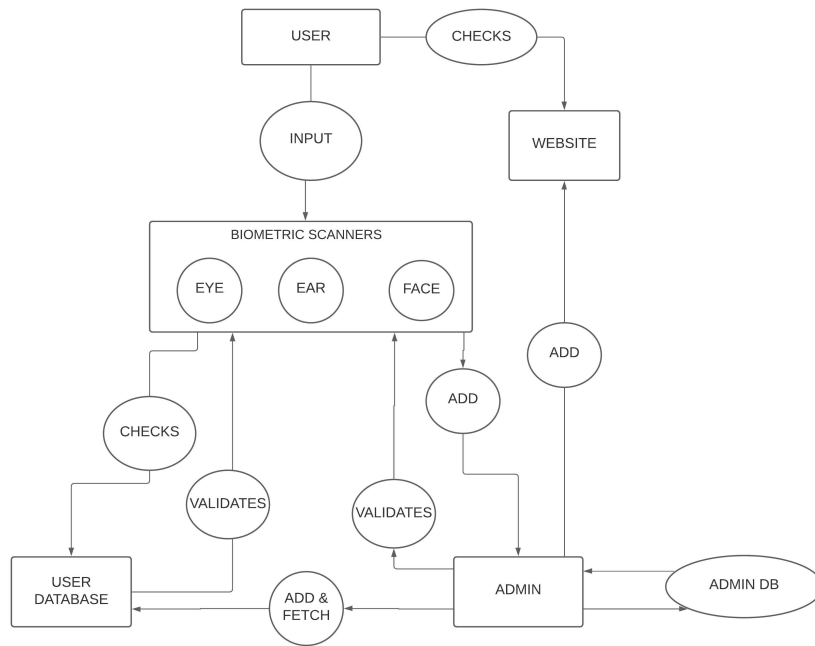 USER
CHECKS
INPUT
WEBSITE
BIOMETRIC SCANNERS
EYE
EAR
FACE
ADD
ADD
CHECKS
VALIDATES
VALIDATES
USER
DATABASE
ADD &
FETCH
ADMIN
ADMIN DB